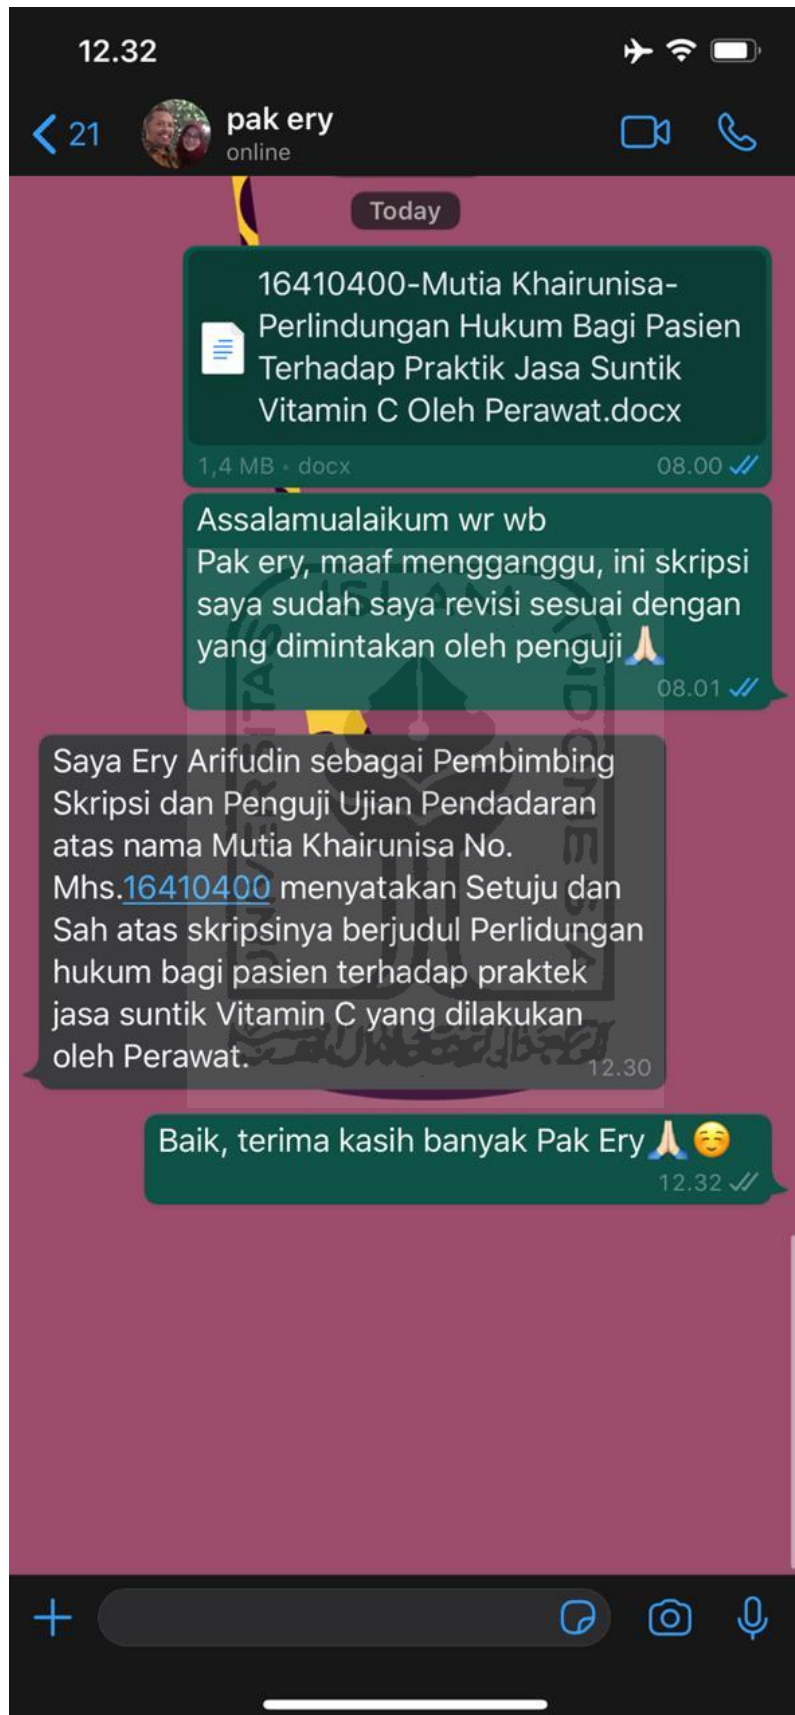 12.32
21
pak ery
online
Today
16410400-Mutia Khairunisa-
Perlindungan Hukum Bagi Pasien
Terhadap Praktik Jasa Suntik
Vitamin C Oleh Perawat.docx
1,4 MB • docx
08.00
Assalamualaikum wr wb
Pak ery, maaf mengganggu, ini skripsi
saya sudah saya revisi sesuai dengan
yang dimintakan oleh penguji🙏🏻
08.01
Saya Ery Arifudin sebagai Pembimbing
Skripsi dan Penguji Ujian Pendadaran
atas nama Mutia Khairunisa No.
Mhs.16410400 menyatakan Setuju dan
Sah atas skripsinya berjudul Perlidungan
hukum bagi pasien terhadap praktek
jasa suntik Vitamin C yang dilakukan
oleh Perawat.
12.30
Baik, terima kasih banyak Pak Ery🙏🏻☺️
12.32
UNIVERSITAS
ISLAM
INDONESIA